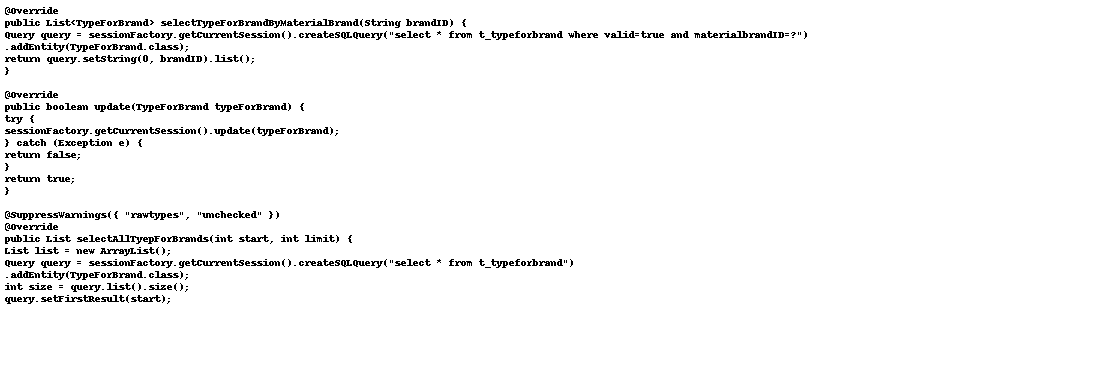 @Override
public List<TypeForBrand> selectTypeForBrandByMaterialBrand(String brandID) {
Query query = sessionFactory.getCurrentSession().createSQLQuery("select * from t_typeforbrand where valid=true and materialbrandID=?")
.addEntity(TypeForBrand.class);
return query.setString(0, brandID).list();
}

@Override
public boolean update(TypeForBrand typeForBrand) {
try {
sessionFactory.getCurrentSession().update(typeForBrand);
} catch (Exception e) {
return false;
}
return true;
}

@SuppressWarnings({ "rawtypes", "unchecked" })
@Override
public List selectAllTyepForBrands(int start, int limit) {
List list = new ArrayList();
Query query = sessionFactory.getCurrentSession().createSQLQuery("select * from t_typeforbrand")
.addEntity(TypeForBrand.class);
int size = query.list().size();
query.setFirstResult(start);